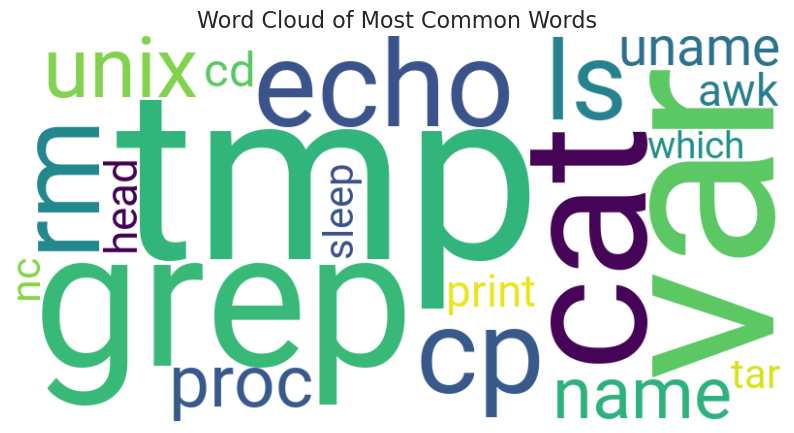 Word Cloud of Most Common Words
unix
cd
echo
ls
uname
awk
which
rm
head
tmp
sleep
cat
var
nc
grep
print
proc
cp
name
tar